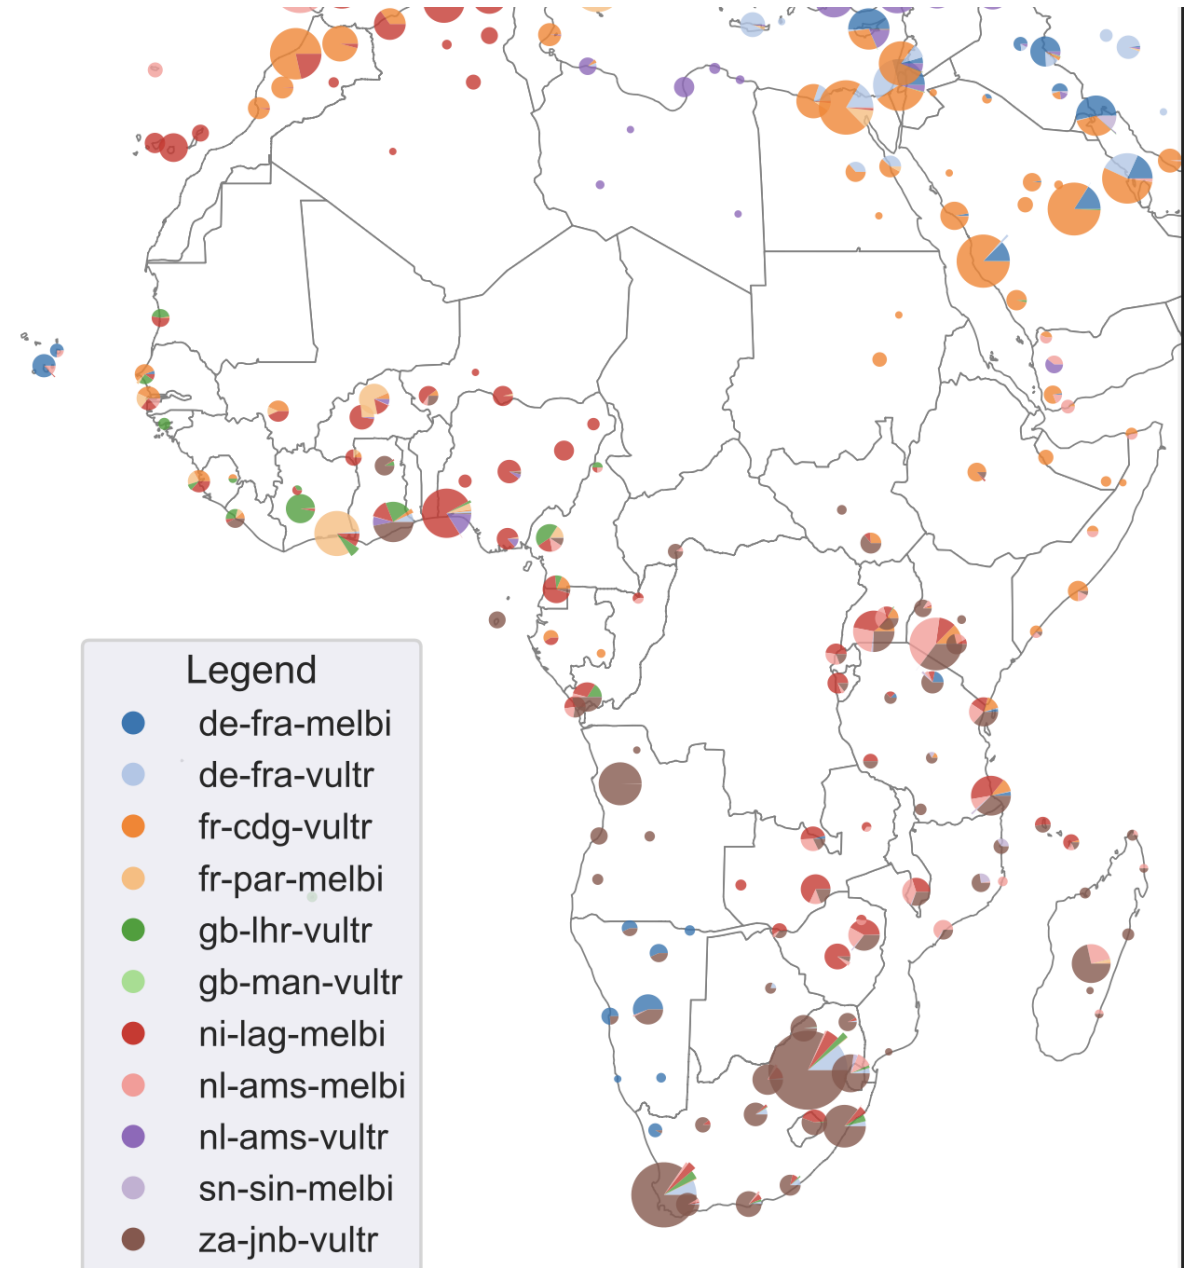 Legend
de-fra-melbi
de-fra-vultr
fr-cdg-vultr
fr-par-melbi
gb-lhr-vultr
gb-man-vultr
ni-lag-melbi
nl-ams-melbi
nl-ams-vultr
sn-sin-melbi
za-jnb-vultr